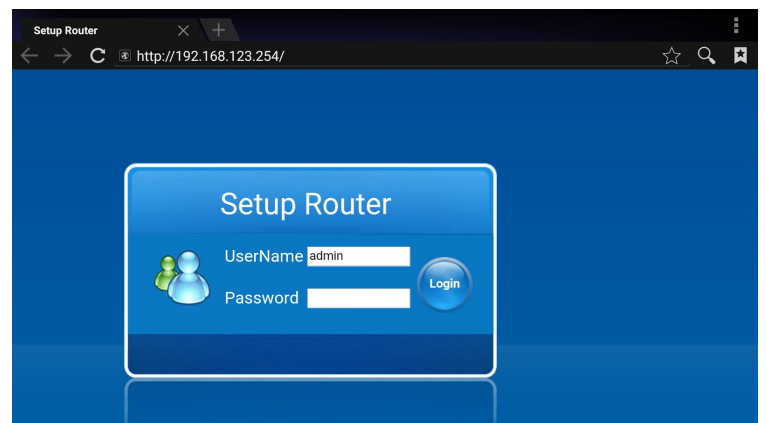 Setup Router
http://192.168.123.254/
Setup Router
UserName admin
Password
Login